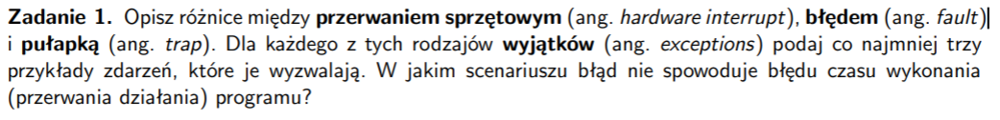 Zadanie 1. Opisz różnice między przerwaniem sprzętowym (ang. hardware interrupt), błędem (ang. fault)
i pułapką (ang. trap). Dla każdego z tych rodzajów wyjątków (ang. exceptions) podaj co najmniej trzy
przykłady zdarzeń, które je wyzwalają. W jakim scenariuszu błąd nie spowoduje błędu czasu wykonania
(przerwania działania) programu?